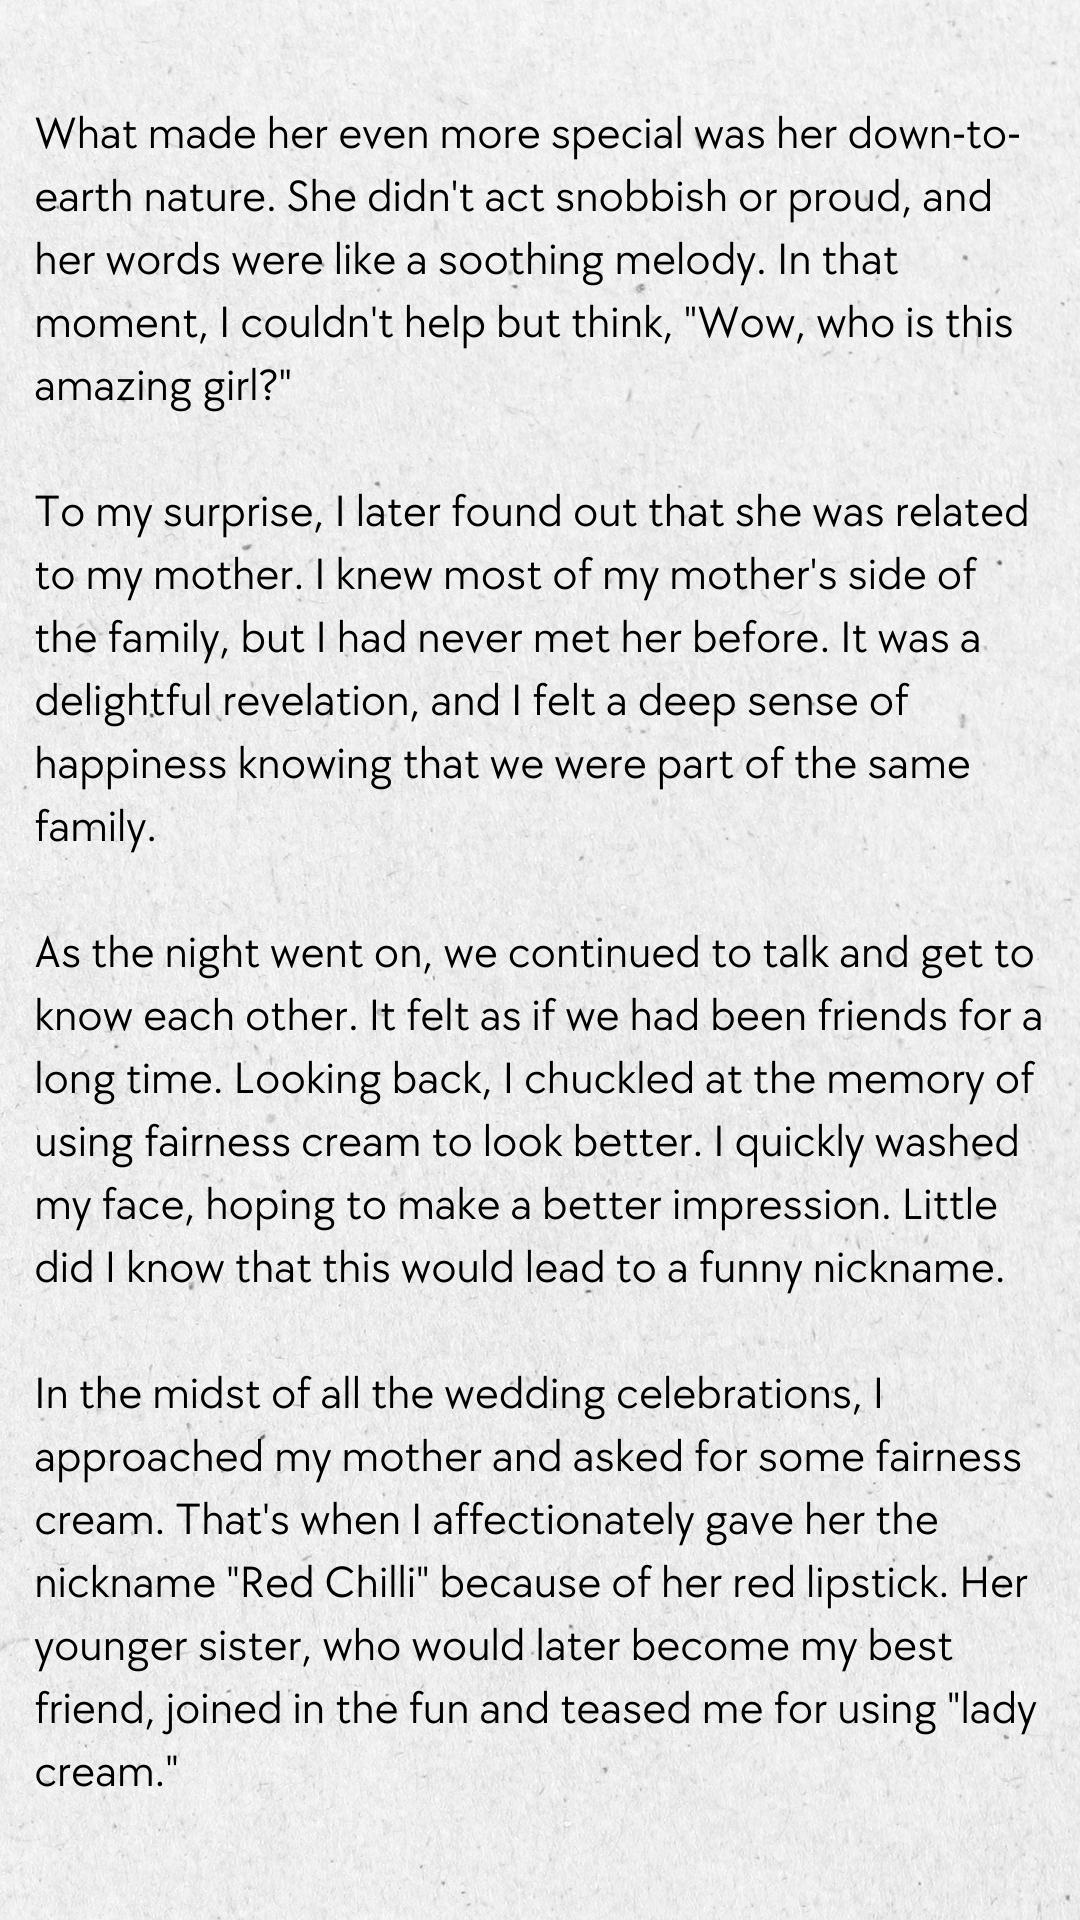 What made her even more special was her down-to-
earth nature. She didn't act snobbish or proud, and
her words were like a soothing melody. In that
moment, I couldn't help but think, "Wow, who is this
amazing girl?"
To my surprise, I later found out that she was related
to my mother. I knew most of my mother's side of
the family, but I had never met her before. It was a
delightful revelation, and I felt a deep sense of
happiness knowing that we were part of the same
family.
As the night went on, we continued to talk and get to
know each other. It felt as if we had been friends for a
long time. Looking back, I chuckled at the memory of
using fairness cream to look better. I quickly washed
my face, hoping to make a better impression. Little
did I know that this would lead to a funny nickname.
In the midst of all the wedding celebrations, I
approached my mother and asked for some fairness
cream. That's when I affectionately gave her the
nickname "Red Chilli" because of her red lipstick. Her
younger sister, who would later become my best
friend, joined in the fun and teased me for using "lady
cream."